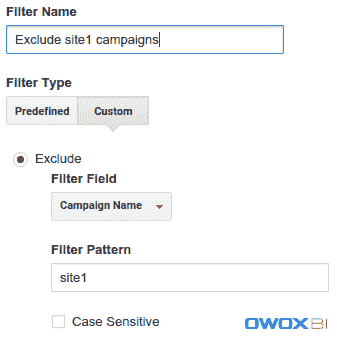 Filter Name
Exclude site1 campaigns
Filter Type
Predefined Custom
Exclude
Filter Field
Campaign Name
Filter Pattern
site1
Case Sensitive
OWOX BI